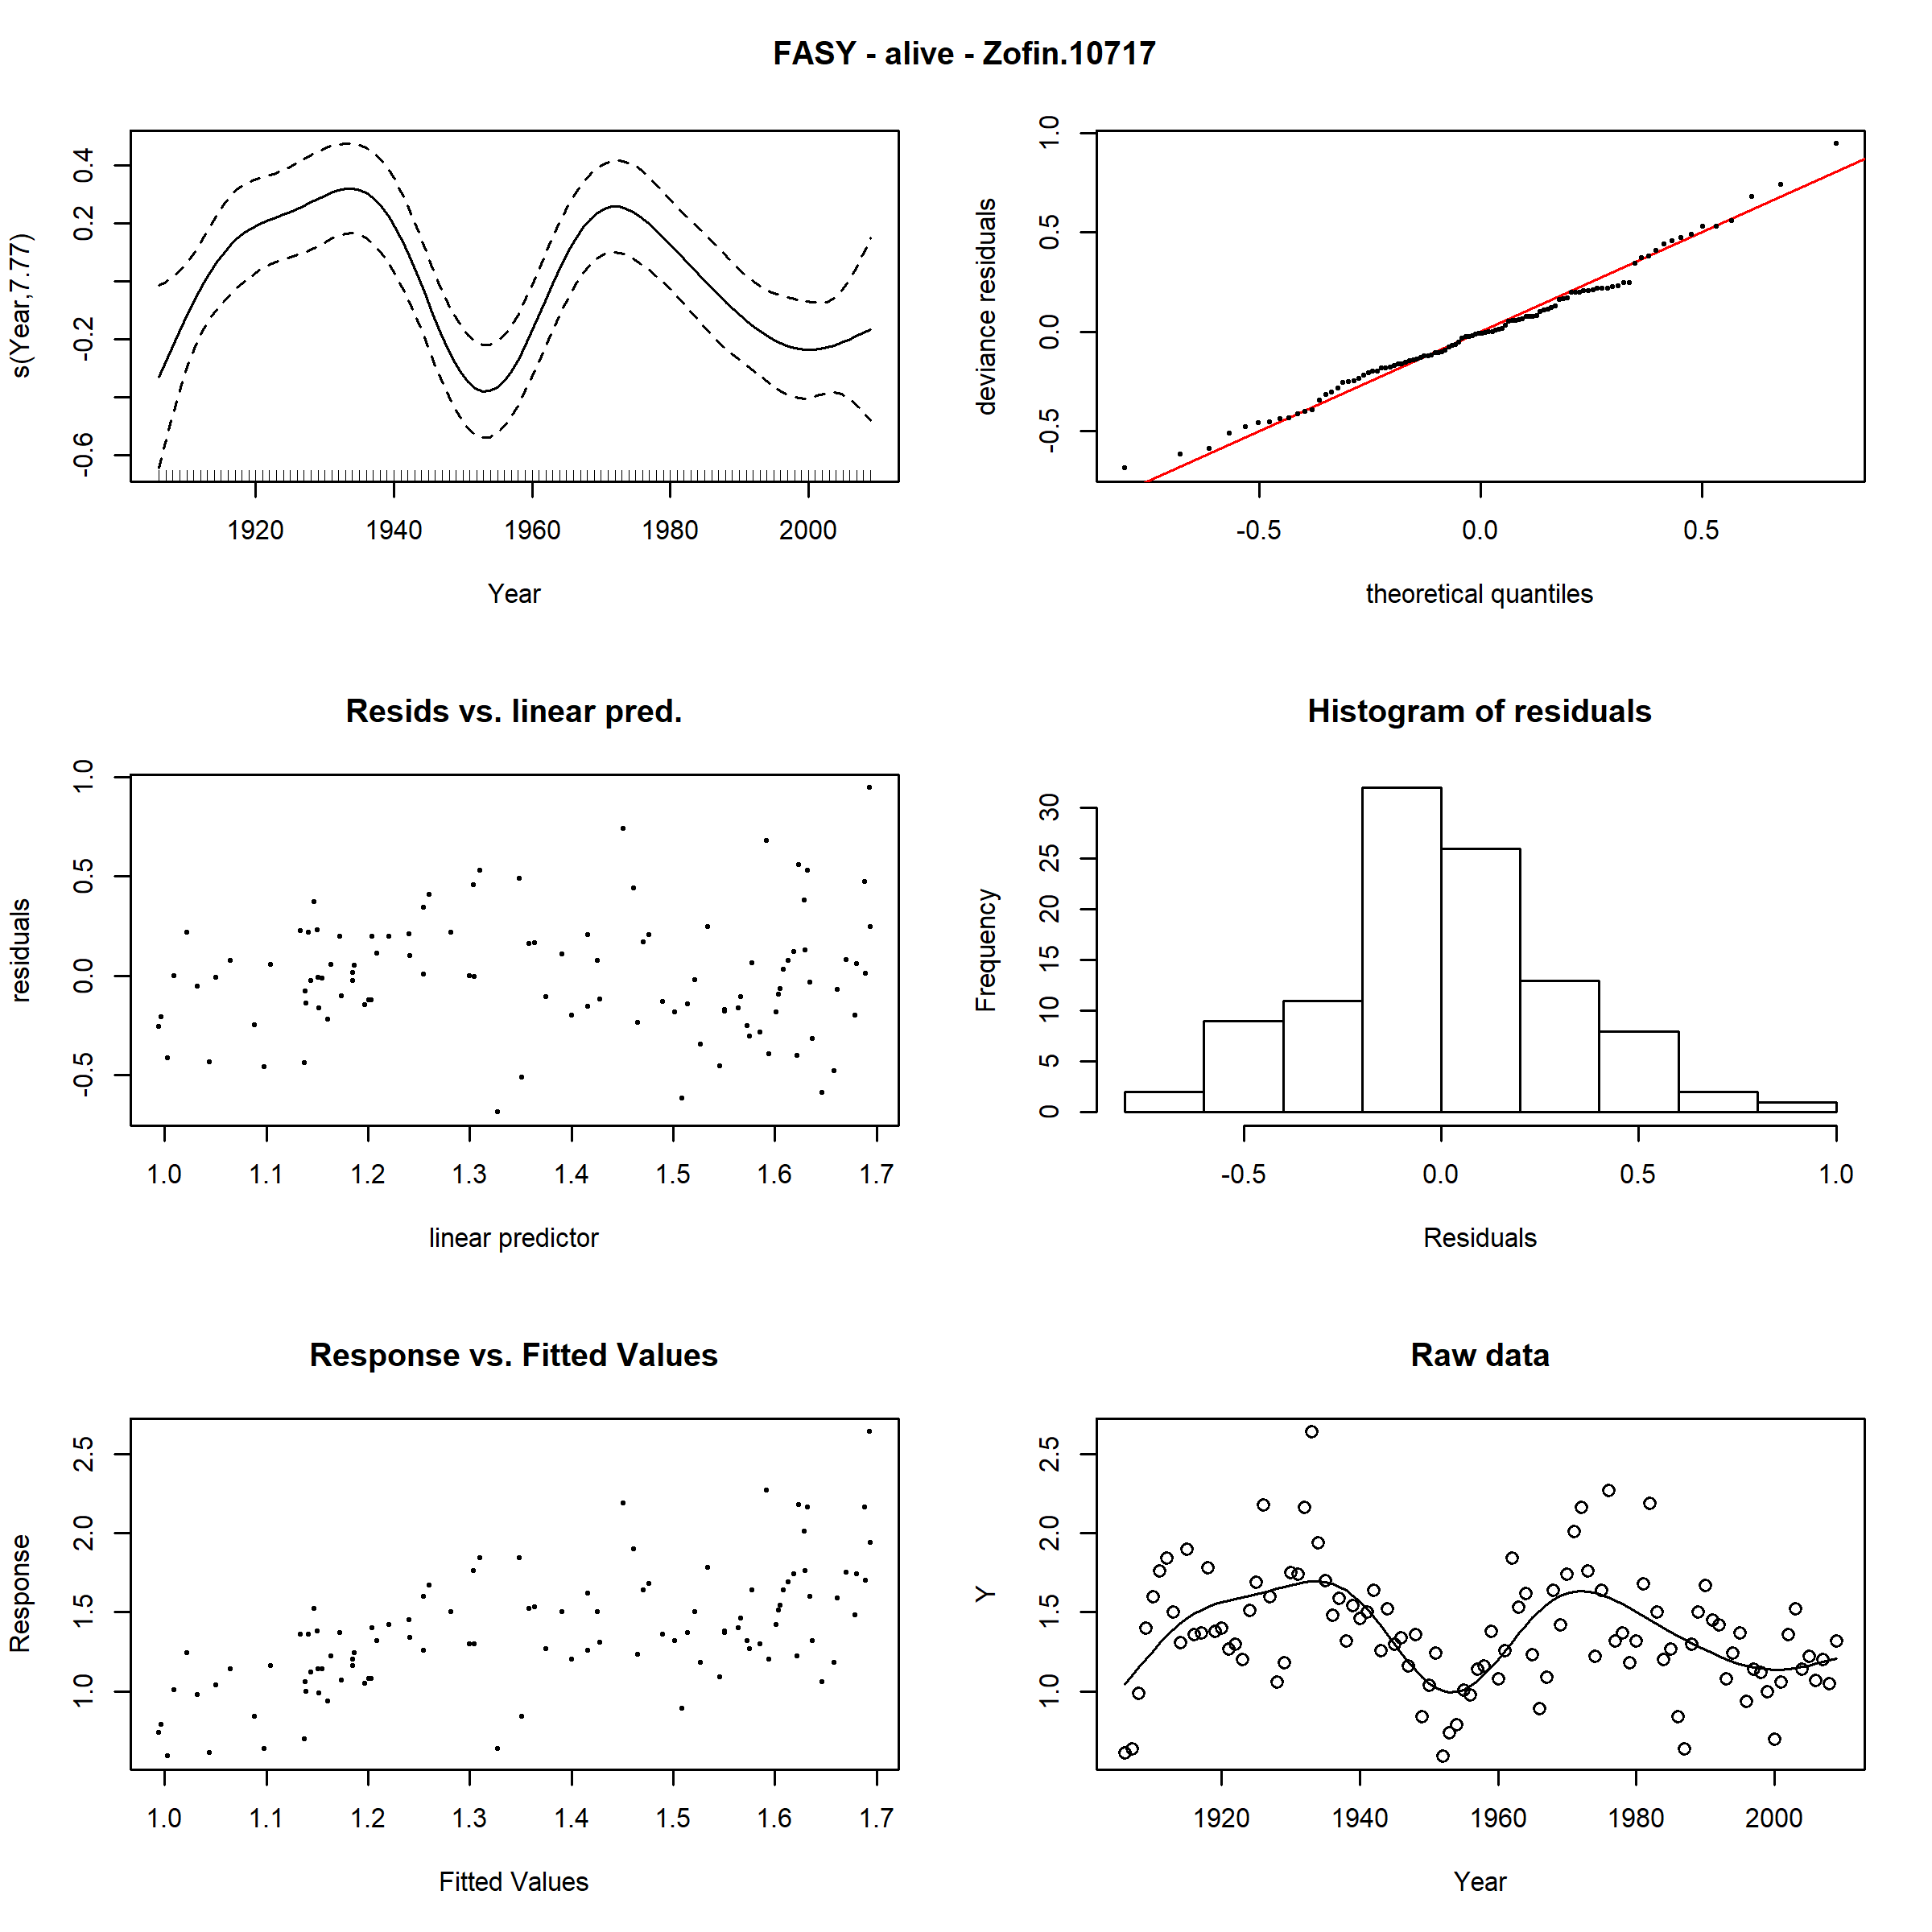 FASY - alive - Zofin.10717
s(Year,7.77)
-0.6 -0.2 0.2 0.4
1920 1940 1960 1980 2000
Year
deviance residuals
-0.5 0.0 0.5 1.0
-0.5 0.0 0.5
theoretical quantiles
Resids vs. linear pred.
residuals
-0.5 0.0 0.5 1.0
1.0 1.1 1.2 1.3 1.4 1.5 1.6 1.7
linear predictor
Histogram of residuals
Frequency
0 5 10 15 20 25 30
-0.5 0.0 0.5 1.0
Residuals
Response vs. Fitted Values
Response
1.0 1.5 2.0 2.5
1.0 1.1 1.2 1.3 1.4 1.5 1.6 1.7
Fitted Values
Raw data
Y
1.0 1.5 2.0 2.5
1920 1940 1960 1980 2000
Year